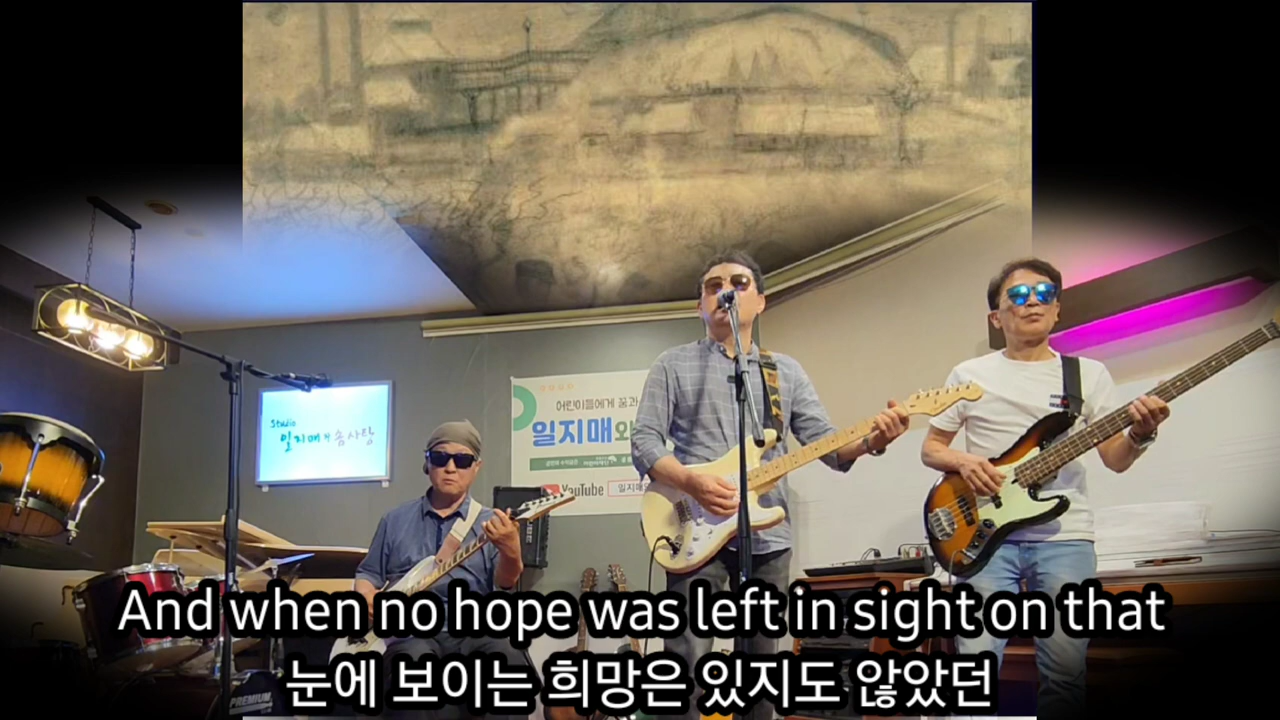 Studio
일지매와 솜사탕
어린이들에게 꿈과
일지매와
YouTube
일지매
And when no hope was left in sight on that
눈에 보이는 희망은 있지도 않았던
PREMIUM